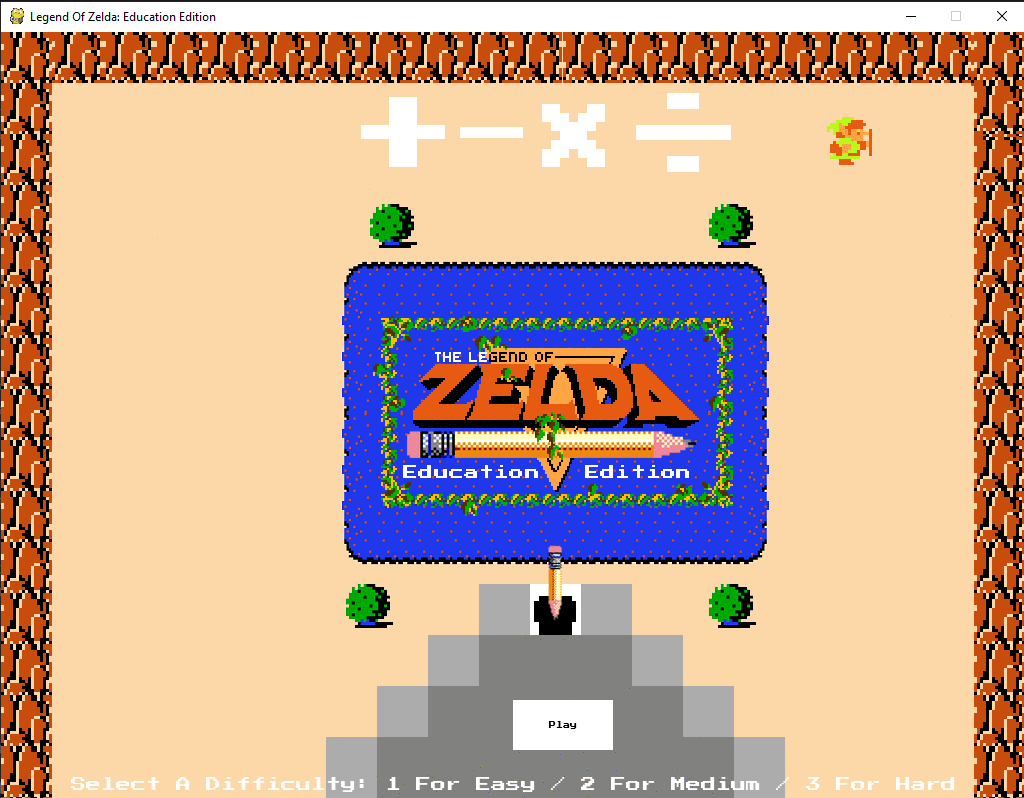 Legend Of Zelda: Education Edition
+ − × ÷
THE LEGEND OF
ZELDA
Education Edition
Play
Select A Difficulty: 1 For Easy / 2 For Medium / 3 For Hard